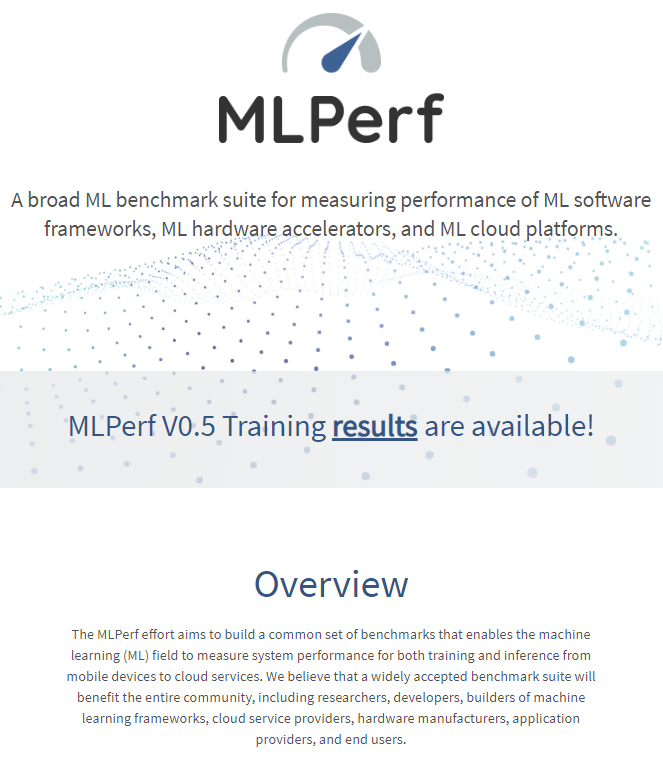 MLPerf
A broad ML benchmark suite for measuring performance of ML software
frameworks, ML hardware accelerators, and ML cloud platforms.
MLPerf V0.5 Training results are available!
Overview
The MLPerf effort aims to build a common set of benchmarks that enables the machine
learning (ML) field to measure system performance for both training and inference from
mobile devices to cloud services. We believe that a widely accepted benchmark suite will
benefit the entire community, including researchers, developers, builders of machine
learning frameworks, cloud service providers, hardware manufacturers, application
providers, and end users.